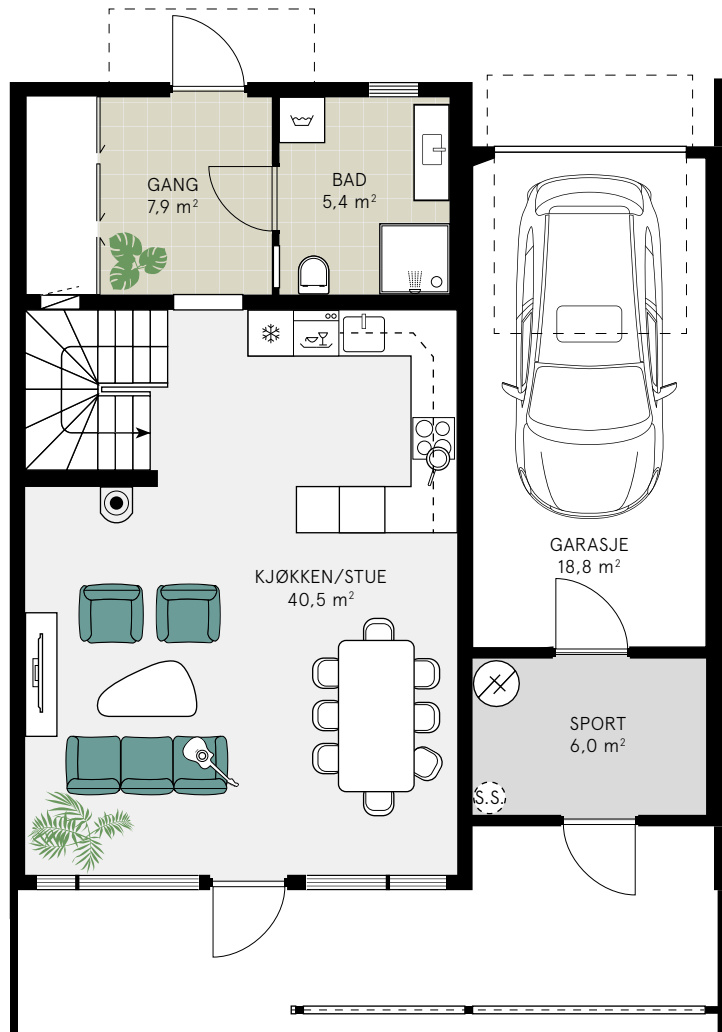 GANG
7,9 m²
BAD
5,4 m²
GARASJE
18,8 m²
KJØKKEN/STUE
40,5 m²
SPORT
6,0 m²
S.S.